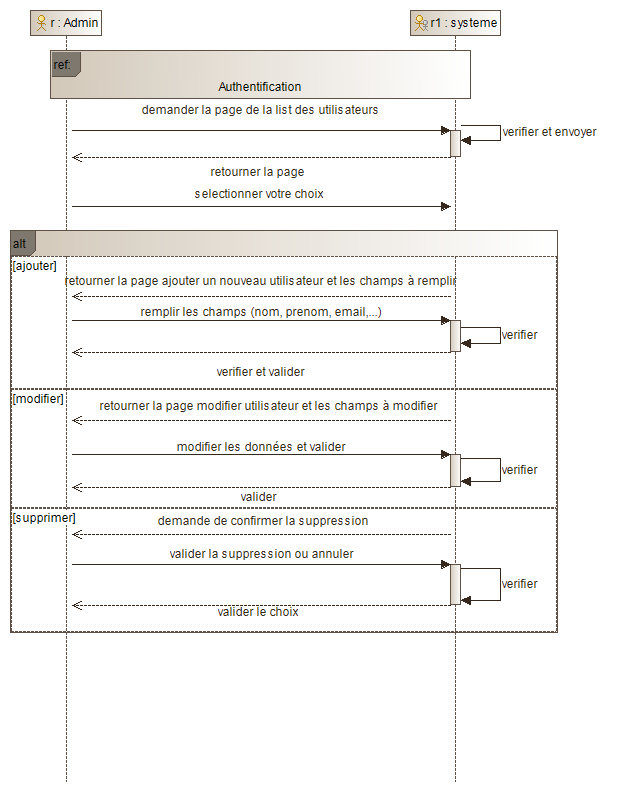 r : Admin
r1 : systeme
ref:
Authentification
demander la page de la list des utilisateurs
verifier et envoyer
retourner la page
selectionner votre choix
alt
[ajouter]
retourner la page ajouter un nouveau utilisateur et les champs à remplir
remplir les champs (nom, prenom, email,...)
verifier
verifier et valider
[modifier]
retourner la page modifier utilisateur et les champs à modifier
modifier les données et valider
verifier
valider
[supprimer]
demande de confirmer la suppression
valider la suppression ou annuler
verifier
valider le choix